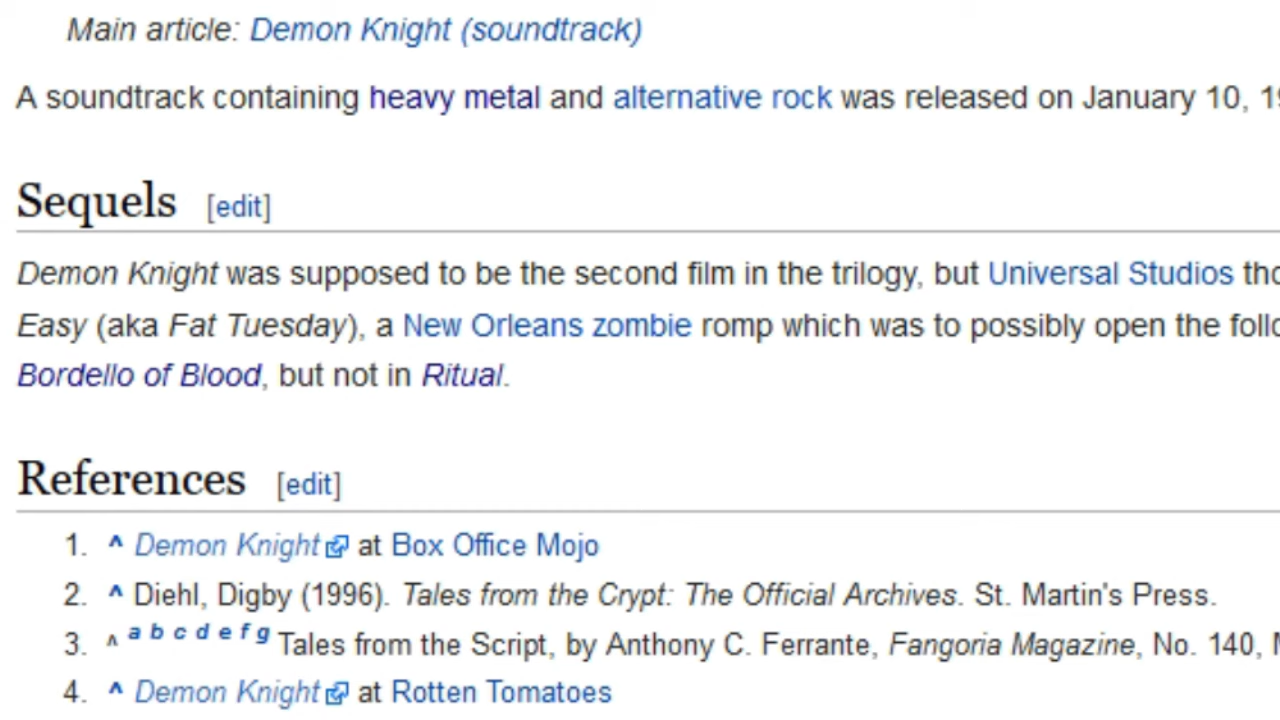 Main article: Demon Knight (soundtrack)
A soundtrack containing heavy metal and alternative rock was released on January 10,
Sequels [edit]
Demon Knight was supposed to be the second film in the trilogy, but Universal Studios
Easy (aka Fat Tuesday), a New Orleans zombie romp which was to possibly open the
Bordello of Blood, but not in Ritual.
References [edit]
1. ^ Demon Knight at Box Office Mojo
2. ^ Diehl, Digby (1996). Tales from the Crypt: The Official Archives. St. Martin's Press.
3. ^ a b c d e f g Tales from the Script, by Anthony C. Ferrante, Fangoria Magazine, No. 140,
4. ^ Demon Knight at Rotten Tomatoes